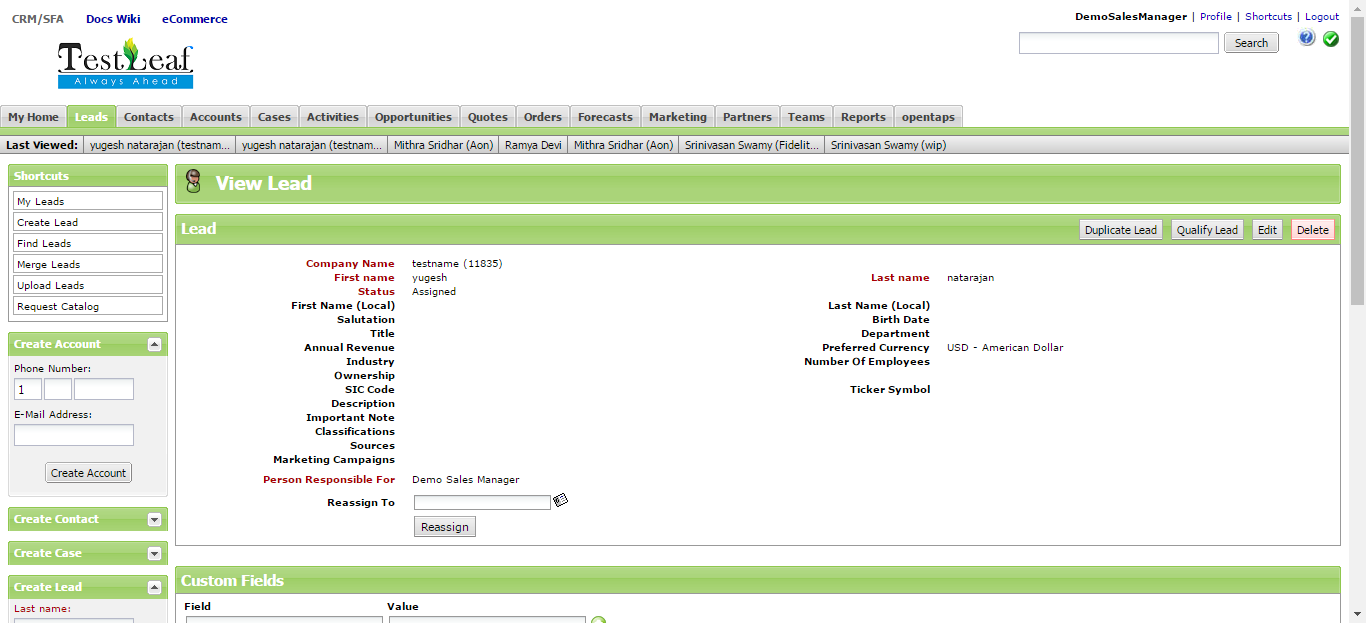 CRM/SFA Docs Wiki eCommerce
DemoSalesManager | Profile | Shortcuts | Logout
TestLeaf
Always Ahead
Search
My Home Leads Contacts Accounts Cases Activities Opportunities Quotes Orders Forecasts Marketing Partners Teams Reports opentaps
Last Viewed: yugesh natarajan (testnam... yugesh natarajan (testnam... Mithra Sridhar (Aon) Ramya Devi Mithra Sridhar (Aon) Srinivasan Swamy (Fidelit... Srinivasan Swamy (wip)
Shortcuts
My Leads
Create Lead
Find Leads
Merge Leads
Upload Leads
Request Catalog
Create Account
Phone Number:
1
E-Mail Address:
Create Account
Create Contact
Create Case
Create Lead
Last name:
View Lead
Lead Duplicate Lead Qualify Lead Edit Delete
Company Name testname (11835)
First name yugesh Last name natarajan
Status Assigned
First Name (Local) Last Name (Local)
Salutation Birth Date
Title Department
Annual Revenue Preferred Currency USD - American Dollar
Industry Number Of Employees
Ownership
SIC Code Ticker Symbol
Description
Important Note
Classifications
Sources
Marketing Campaigns
Person Responsible For Demo Sales Manager
Reassign To
Reassign
Custom Fields
Field Value